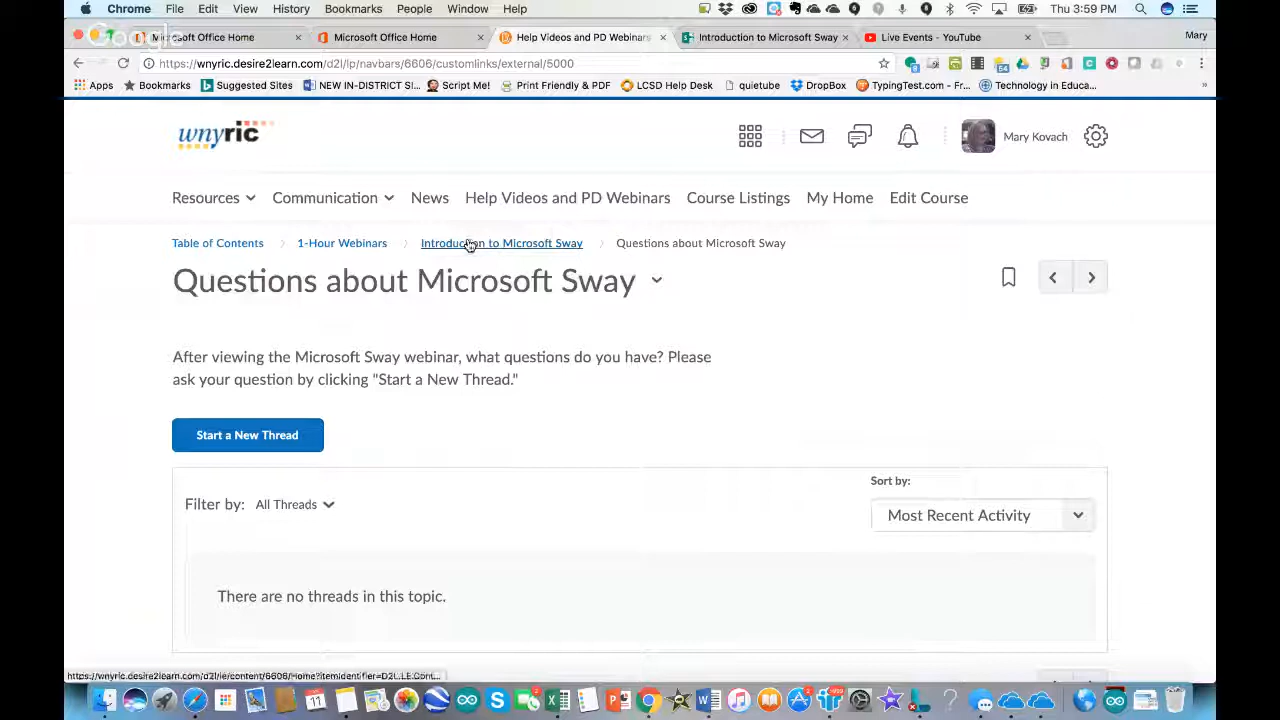 Chrome File Edit View History Bookmarks People Window Help Thu 3:59 PM
Google
Microsoft Office Home Microsoft Office Home Help Videos and PD Webinars Introduction to Microsoft Sway Live Events - YouTube Mary
https://wnyric.desire2learn.com/d2l/lp/navbars/6606/customlinks/external/5000
Apps Bookmarks Suggested Sites NEW IN-DISTRICT SI... Script Me! Print Friendly & PDF LCSD Help Desk quietube DropBox TypingTest.com - Fr... Technology in Educa... »
wnyric
Mary Kovach
Resources Communication News Help Videos and PD Webinars Course Listings My Home Edit Course
Table of Contents 1-Hour Webinars Introduction to Microsoft Sway Questions about Microsoft Sway
Questions about Microsoft Sway
After viewing the Microsoft Sway webinar, what questions do you have? Please
ask your question by clicking "Start a New Thread."
Start a New Thread
Sort by:
Filter by: All Threads
Most Recent Activity
There are no threads in this topic.